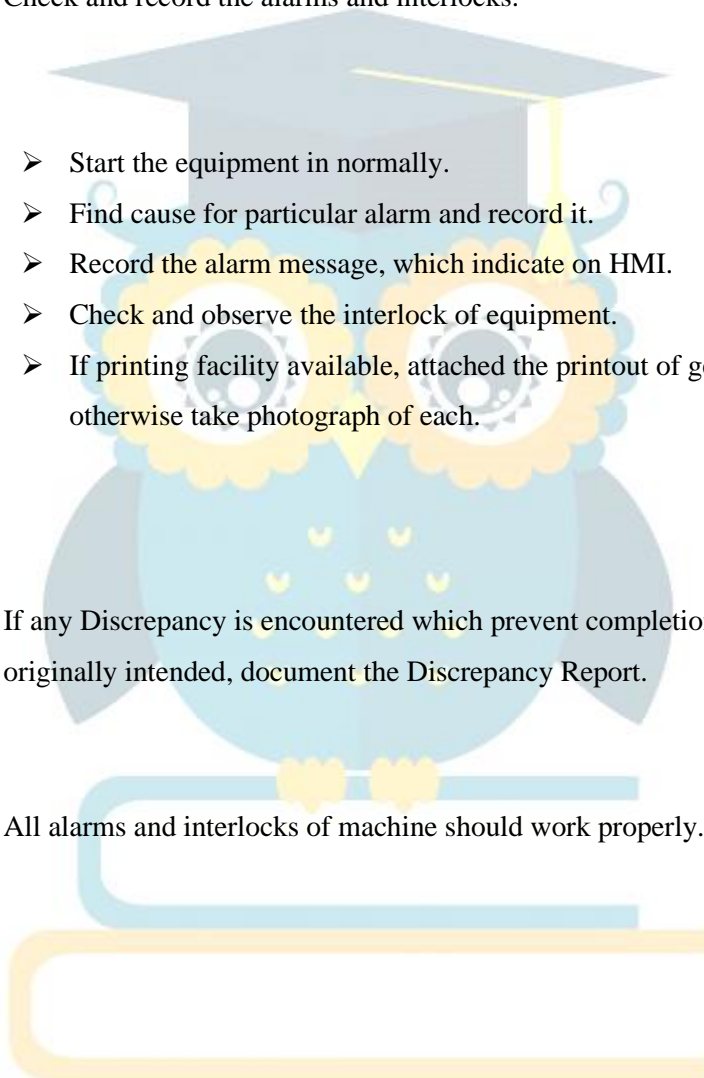 Check and record the alarms and interlocks.
➢ Start the equipment in normally.
➢ Find cause for particular alarm and record it.
➢ Record the alarm message, which indicate on HMI.
➢ Check and observe the interlock of equipment.
➢ If printing facility available, attached the printout of
otherwise take photograph of each.
If any Discrepancy is encountered which prevent
originally intended, document the Discrepancy Report.
All alarms and interlocks of machine should work properly.